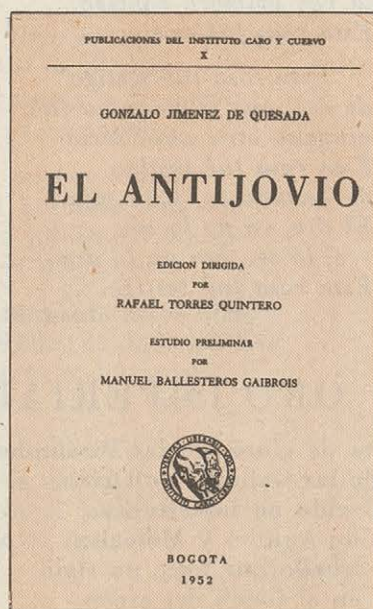 PUBLICACIONES DEL INSTITUTO CARO Y CUERVO
X
GONZALO JIMENEZ DE QUESADA
EL ANTIJOVIO
EDICION DIRIGIDA
POR
RAFAEL TORRES QUINTERO
ESTUDIO PRELIMINAR
POR
MANUEL BALLESTEROS GAIBROIS
BOGOTA
1952